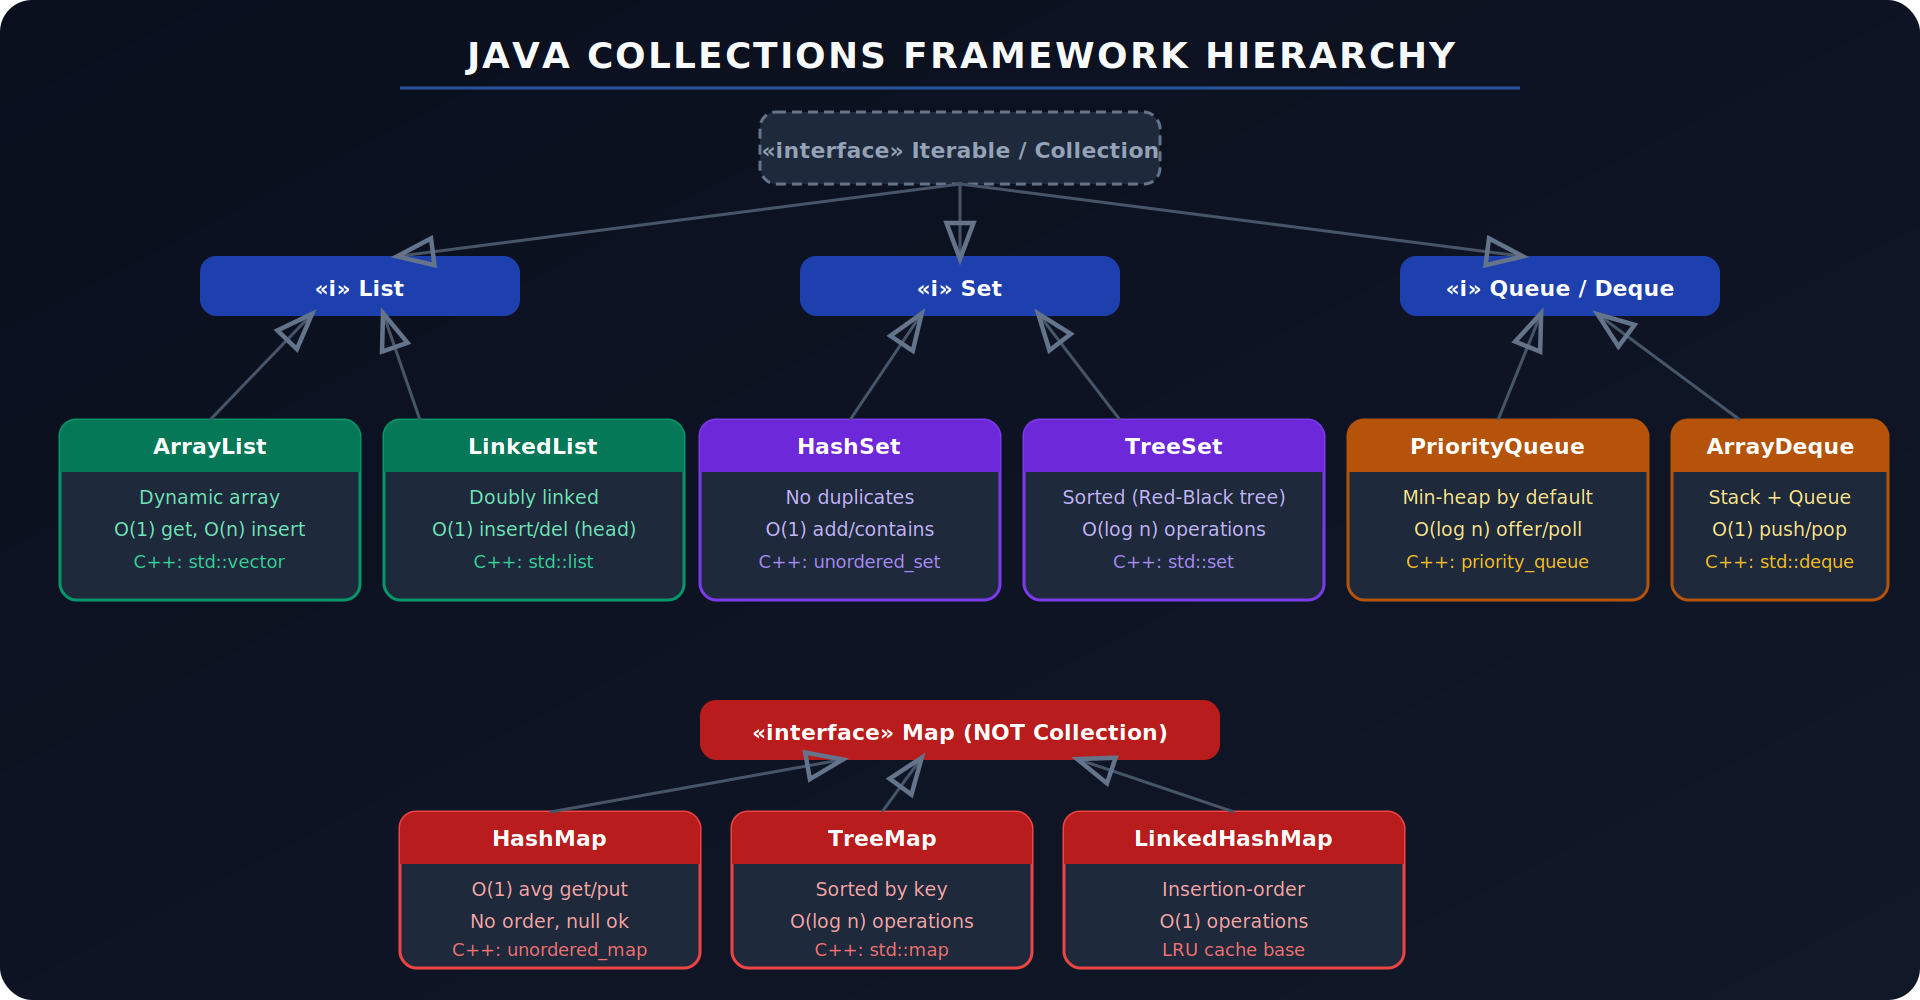 JAVA COLLECTIONS FRAMEWORK HIERARCHY
«interface» Iterable / Collection
«i» List
«i» Set
«i» Queue / Deque
ArrayList
Dynamic array
O(1) get, O(n) insert
C++: std::vector
LinkedList
Doubly linked
O(1) insert/del (head)
C++: std::list
HashSet
No duplicates
O(1) add/contains
C++: unordered_set
TreeSet
Sorted (Red-Black tree)
O(log n) operations
C++: std::set
PriorityQueue
Min-heap by default
O(log n) offer/poll
C++: priority_queue
ArrayDeque
Stack + Queue
O(1) push/pop
C++: std::deque
«interface» Map (NOT Collection)
HashMap
O(1) avg get/put
No order, null ok
C++: unordered_map
TreeMap
Sorted by key
O(log n) operations
C++: std::map
LinkedHashMap
Insertion-order
O(1) operations
LRU cache base